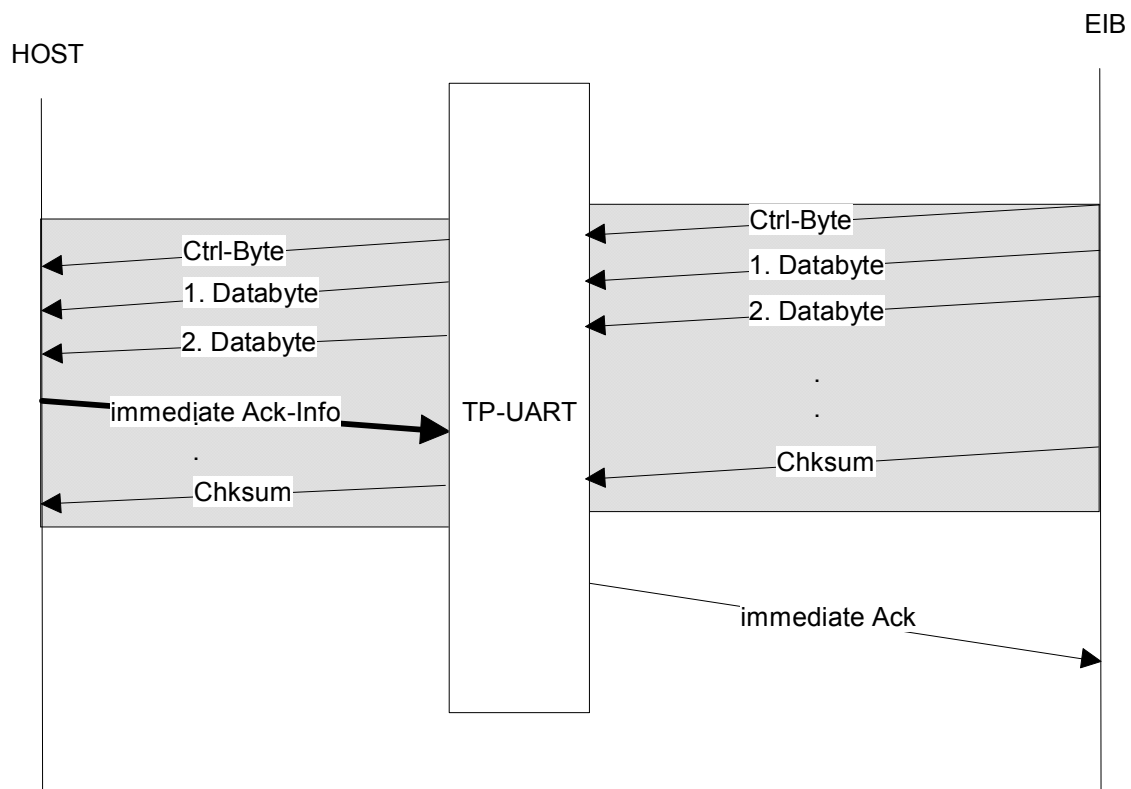 EIB
HOST
Ctrl-Byte
1. Databyte
2. Databyte
.
.
Chksum
Ctrl-Byte
1. Databyte
2. Databyte
immediate Ack-Info
.
.
Chksum
TP-UART
immediate Ack